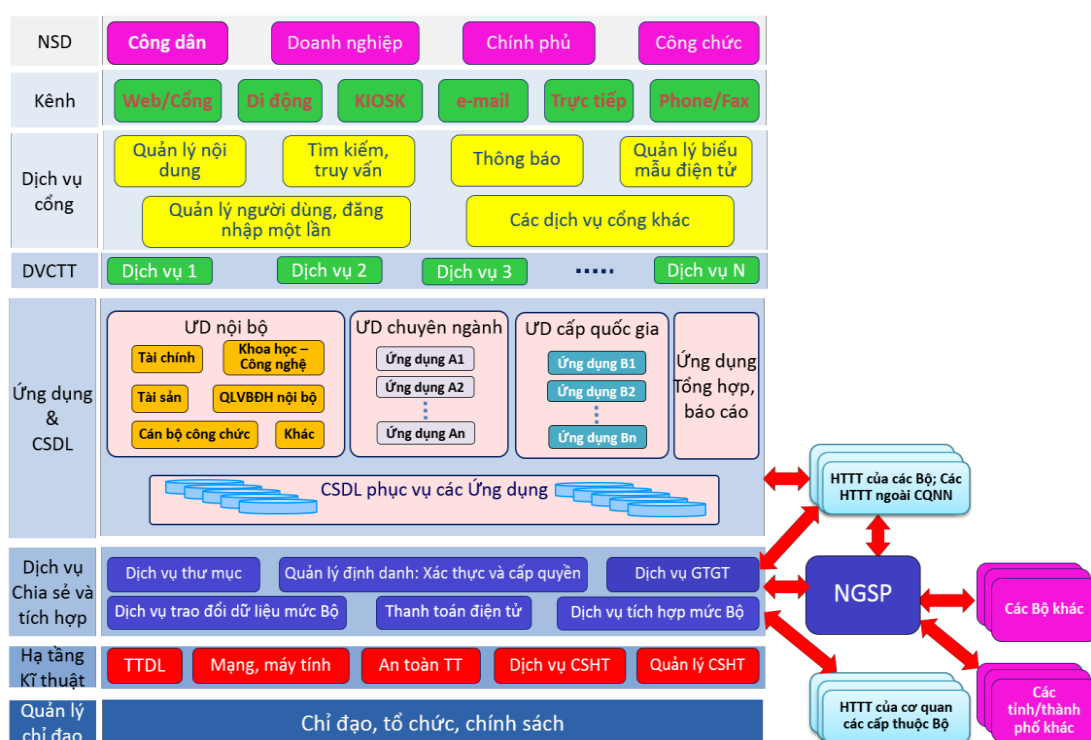 NSD
Công dân
Doanh nghiệp
Chính phủ
Công chức
Kênh
Web/Cổng
Di động
KIOSK
e-mail
Trực tiếp
Phone/Fax
Dịch vụ
cổng
Quản lý nội
dung
Tìm kiếm,
truy vấn
Thông báo
Quản lý biểu
mẫu điện tử
Quản lý người dùng, đăng
nhập một lần
Các dịch vụ cổng khác
DVCTT
Dịch vụ 1
Dịch vụ 2
Dịch vụ 3
.....
Dịch vụ N
Ứng dụng
&
CSDL
ƯD nội bộ
Tài chính
Khoa học –
Công nghệ
Tài sản
QLVBĐH nội bộ
Cán bộ công chức
Khác
ƯD chuyên ngành
Ứng dụng A1
Ứng dụng A2
Ứng dụng An
ƯD cấp quốc gia
Ứng dụng B1
Ứng dụng B2
Ứng dụng Bn
Ứng dụng
Tổng hợp,
báo cáo
CSDL phục vụ các Ứng dụng
HTTT của các Bộ; Các
HTTT ngoài CQNN
Dịch vụ
Chia sẻ và
tích hợp
Dịch vụ thư mục
Quản lý định danh: Xác thực và cấp quyền
Dịch vụ GTGT
Dịch vụ trao đổi dữ liệu mức Bộ
Thanh toán điện tử
Dịch vụ tích hợp mức Bộ
NGSP
Các Bộ khác
Hạ tầng
Kĩ thuật
TTDL
Mạng, máy tính
An toàn TT
Dịch vụ CSHT
Quản lý CSHT
HTTT của cơ quan
các cấp thuộc Bộ
Các
tỉnh/thành
phố khác
Quản lý
chỉ đạo
Chỉ đạo, tổ chức, chính sách